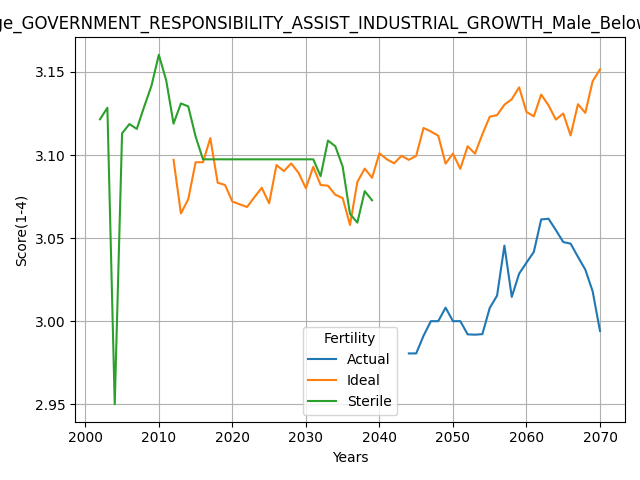 ge_GOVERNMENT_RESPONSIBILITY_ASSIST_INDUSTRIAL_GROWTH_Male_Below
3.15
3.10
3.05
3.00
2.95
Score(1-4)
Fertility
Actual
Ideal
Sterile
2000 2010 2020 2030 2040 2050 2060 2070
Years